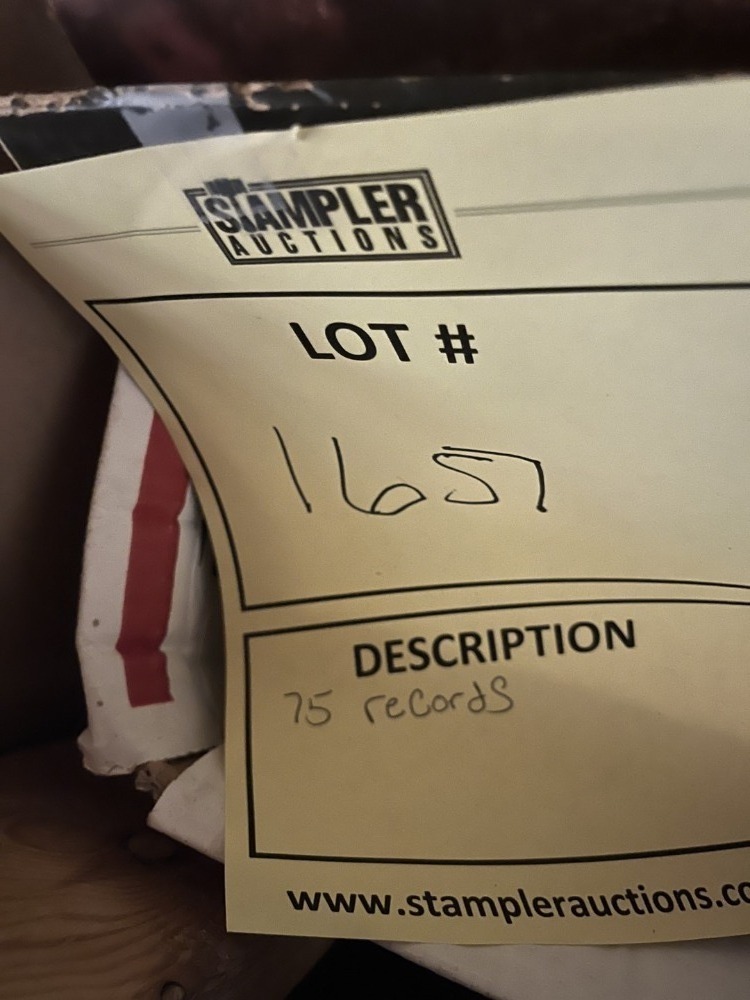 STAMPLER
AUCTIONS
LOT #
1657
DESCRIPTION
75 records
www.stamplerauctions.co